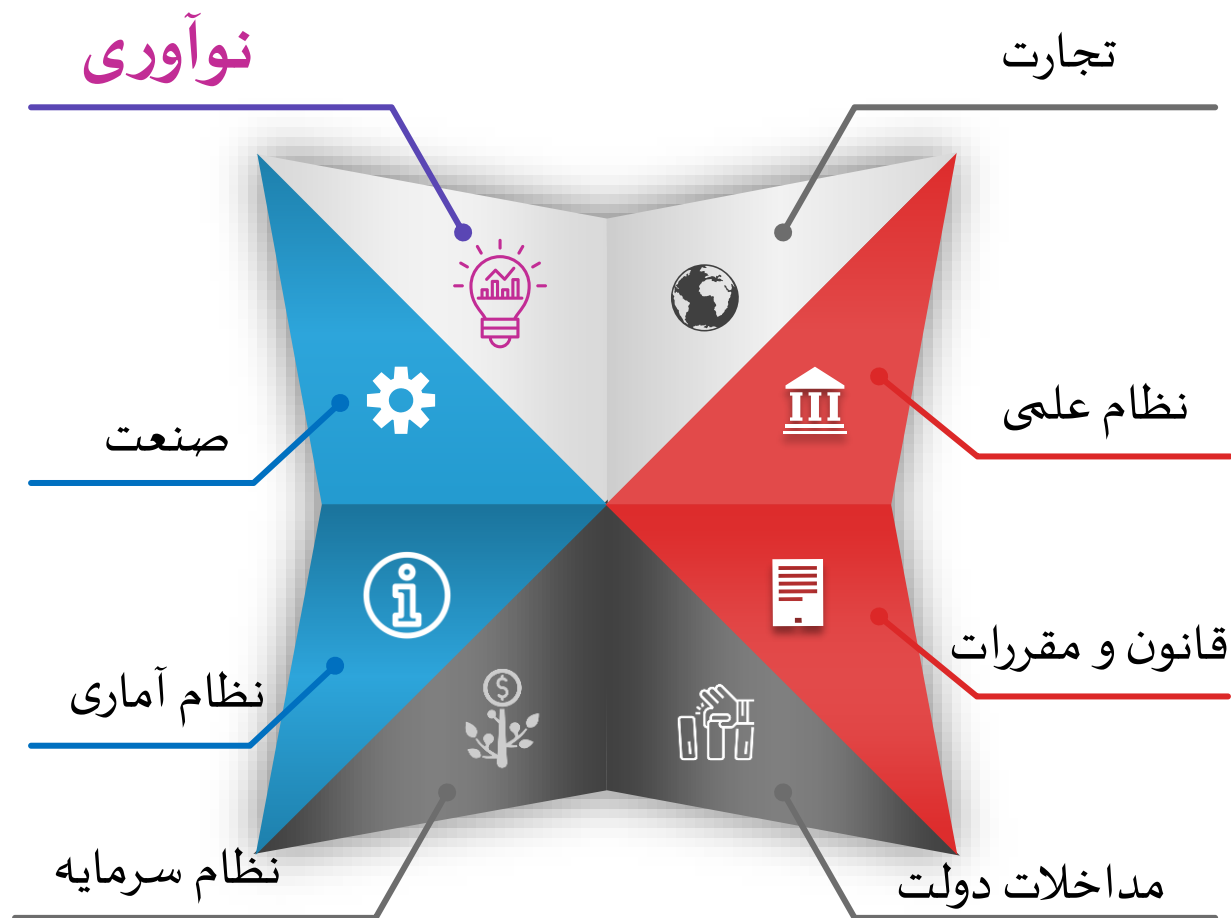 تجارت
نوآوری
نظام علمی
صنعت
قانون و مقررات
نظام آماری
مداخلات دولت
نظام سرمایه